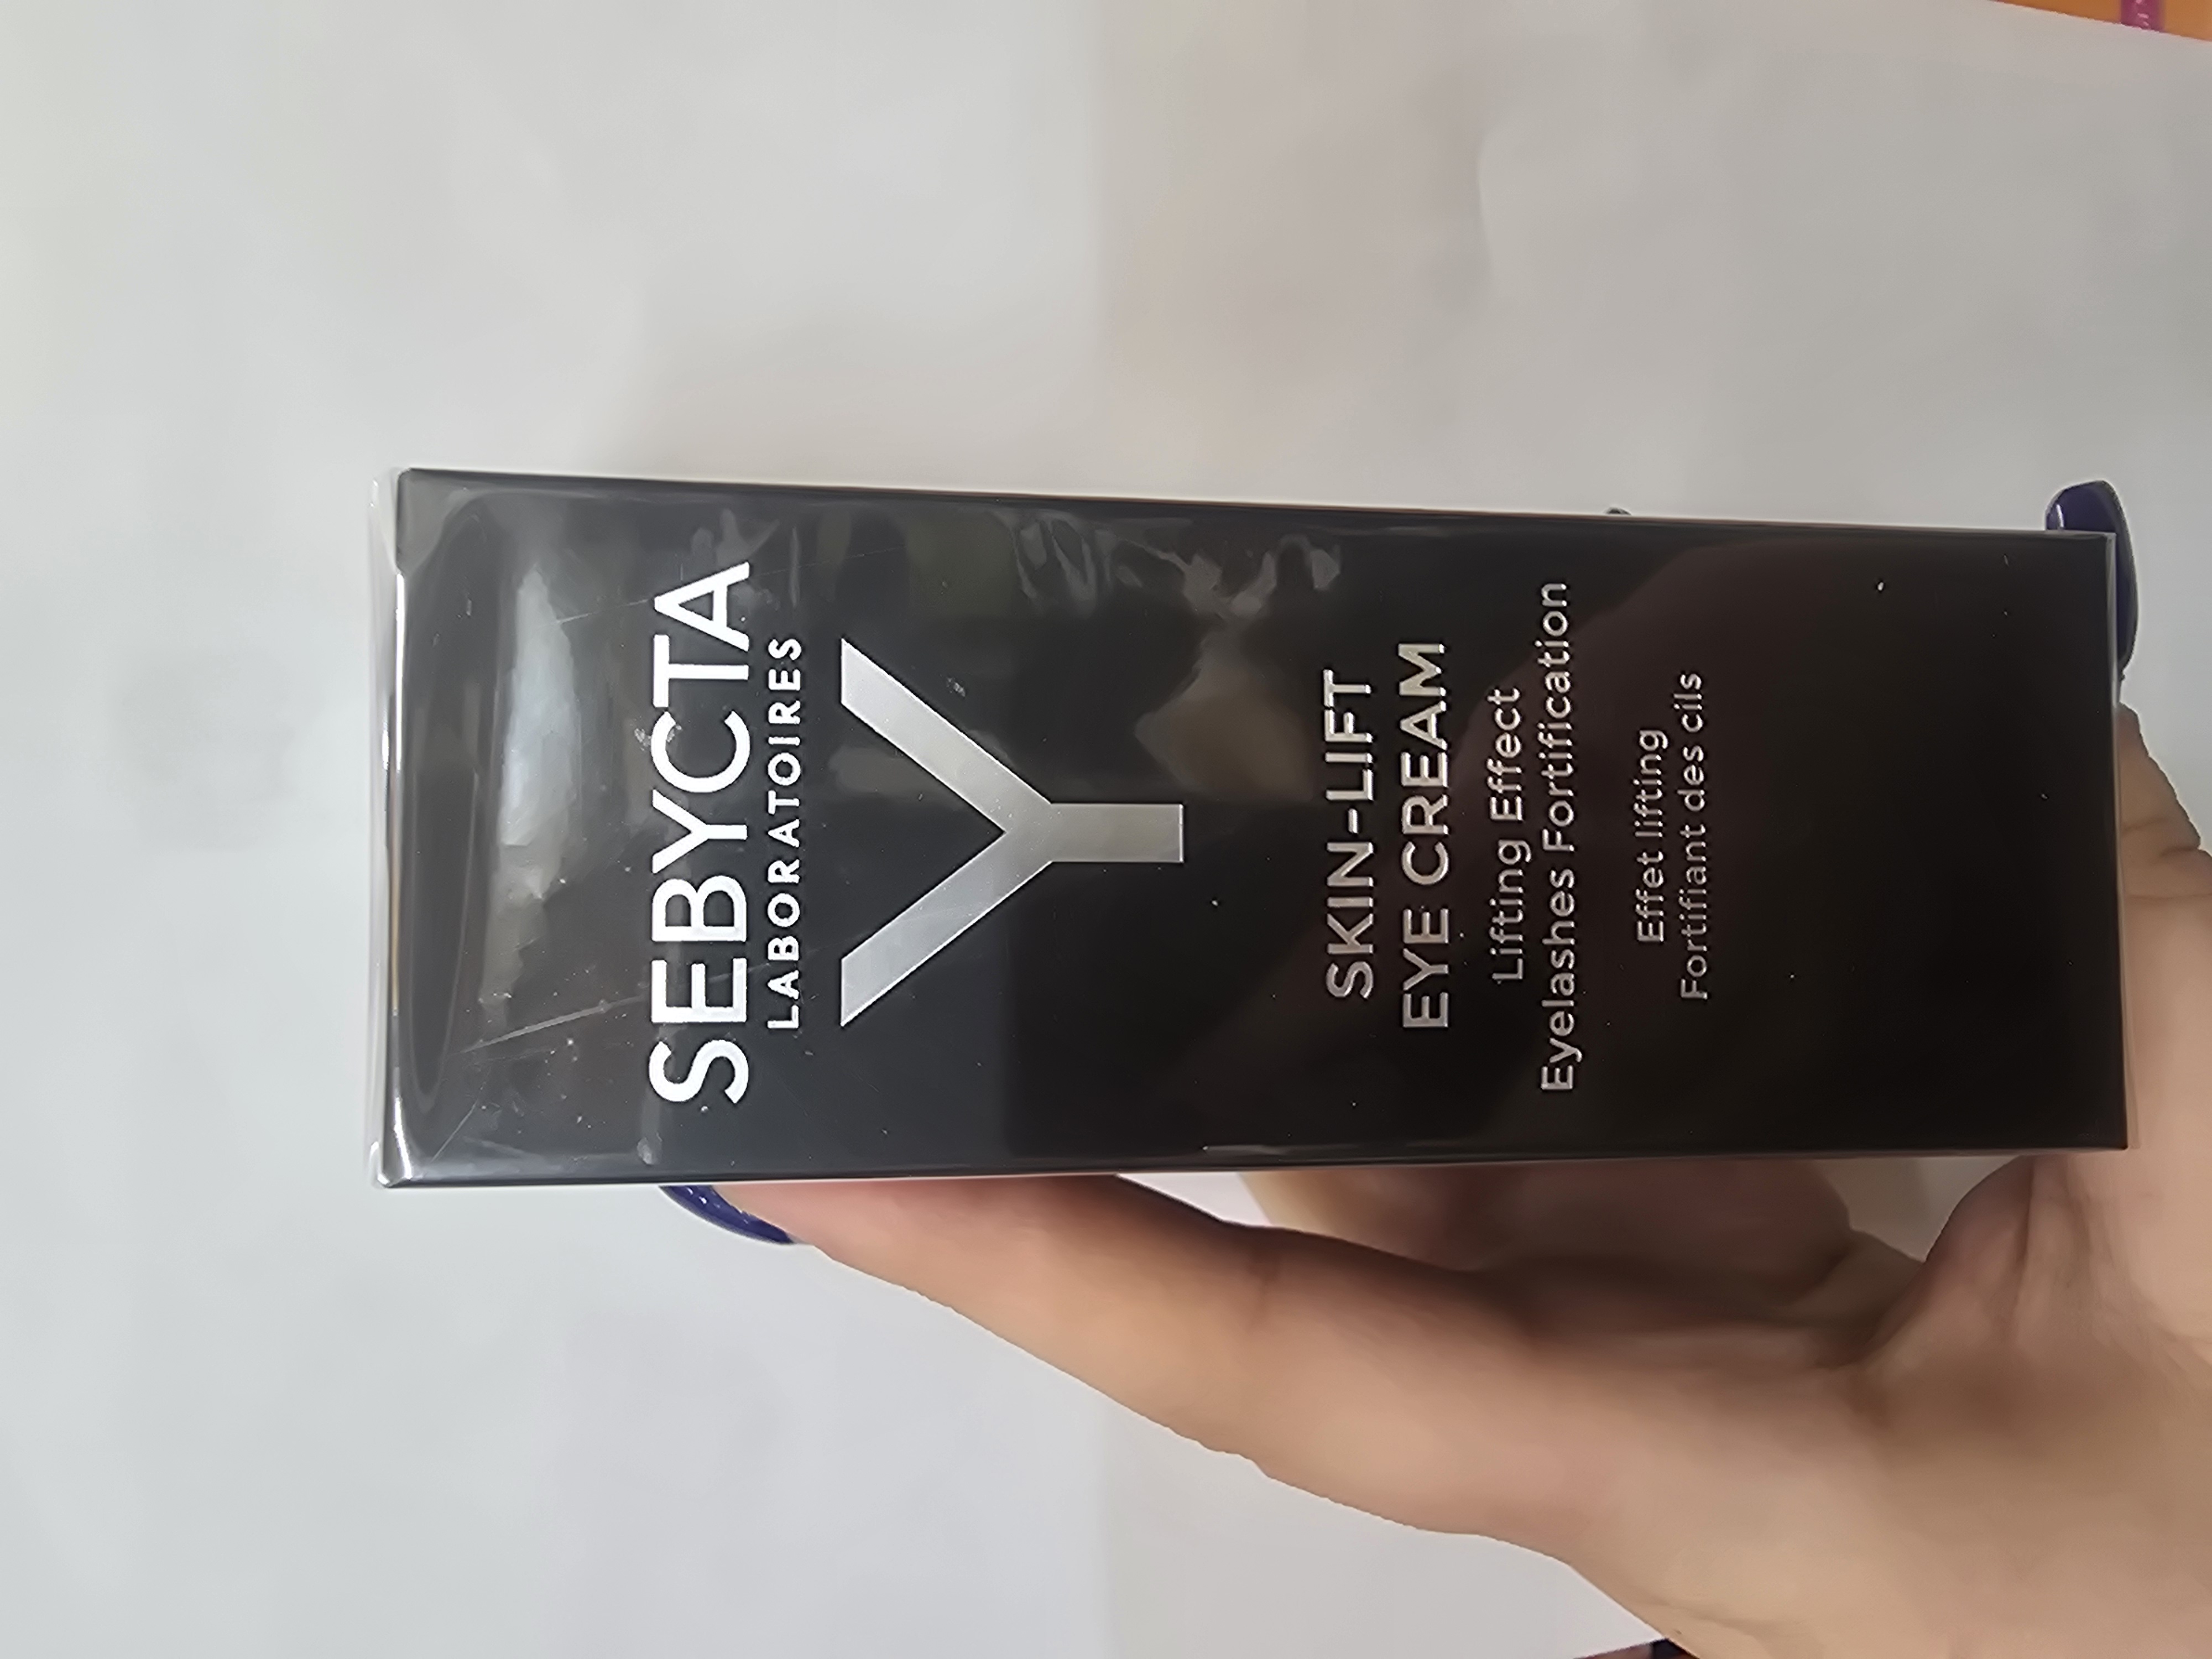 SEBYCTA
LABORATOIRES
SKIN-LIFT
EYE CREAM
Lifting Effect
Eyelashes Fortification
Effet lifting
Fortifiant des cils